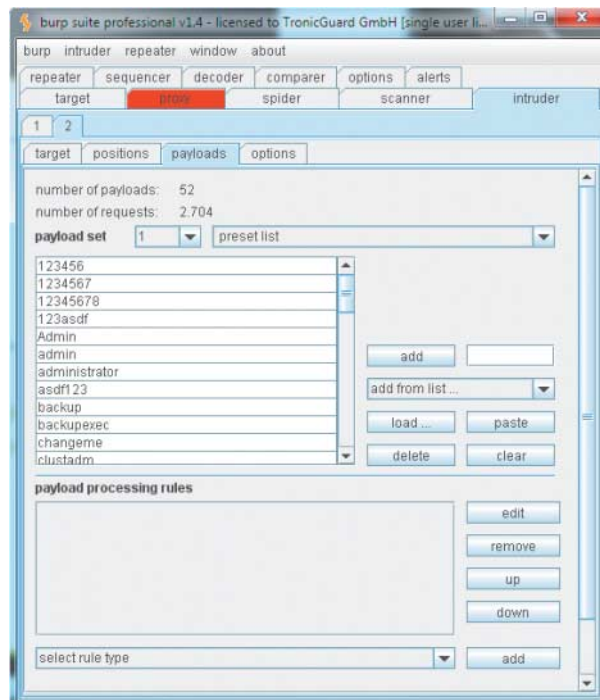 burp suite professional v1.4 - licensed to TronicGuard GmbH [single user li...
burp intruder repeater window about
repeater sequencer decoder comparer options alerts
target proxy spider scanner intruder
1 2
target positions payloads options
number of payloads: 52
number of requests: 2.704
payload set 1 preset list
123456
1234567
12345678
123asdf
Admin
admin
administrator
asdf123
backup
backupexec
changeme
clustadm
add
add from list ...
load ... paste
delete clear
payload processing rules
edit
remove
up
down
select rule type add